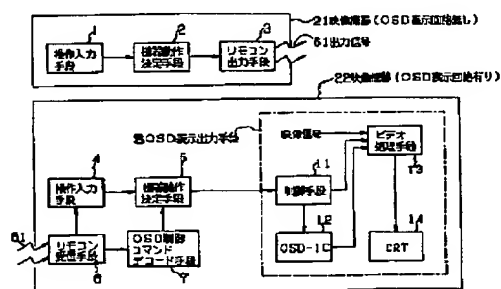 21映像機器(OSD表示回路無し)
61出力信号
1
操作入力
手段
2
機器動作
決定手段
3
リモコン
出力手段
22映像機器(OSD表示回路有り)
OSD表示出力手段
映像信号
ビデオ
処理手段
13
4
操作入力
手段
5
機器動作
決定手段
11
制御手段
12
OSD-IC
14
CRT
61
リモコン
受信手段
6
OSD制御
コマンド
デコード手段
7